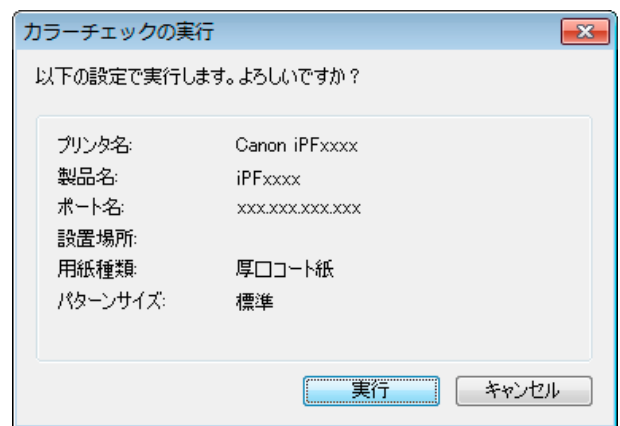 カラーチェックの実行
以下の設定で実行します。よろしいですか？
プリンタ名: Canon iPFxxxx
製品名: iPFxxxx
ポート名: xxx.xxx.xxx.xxx
設置場所:
用紙種類: 厚口コート紙
パターンサイズ: 標準
実行 キャンセル